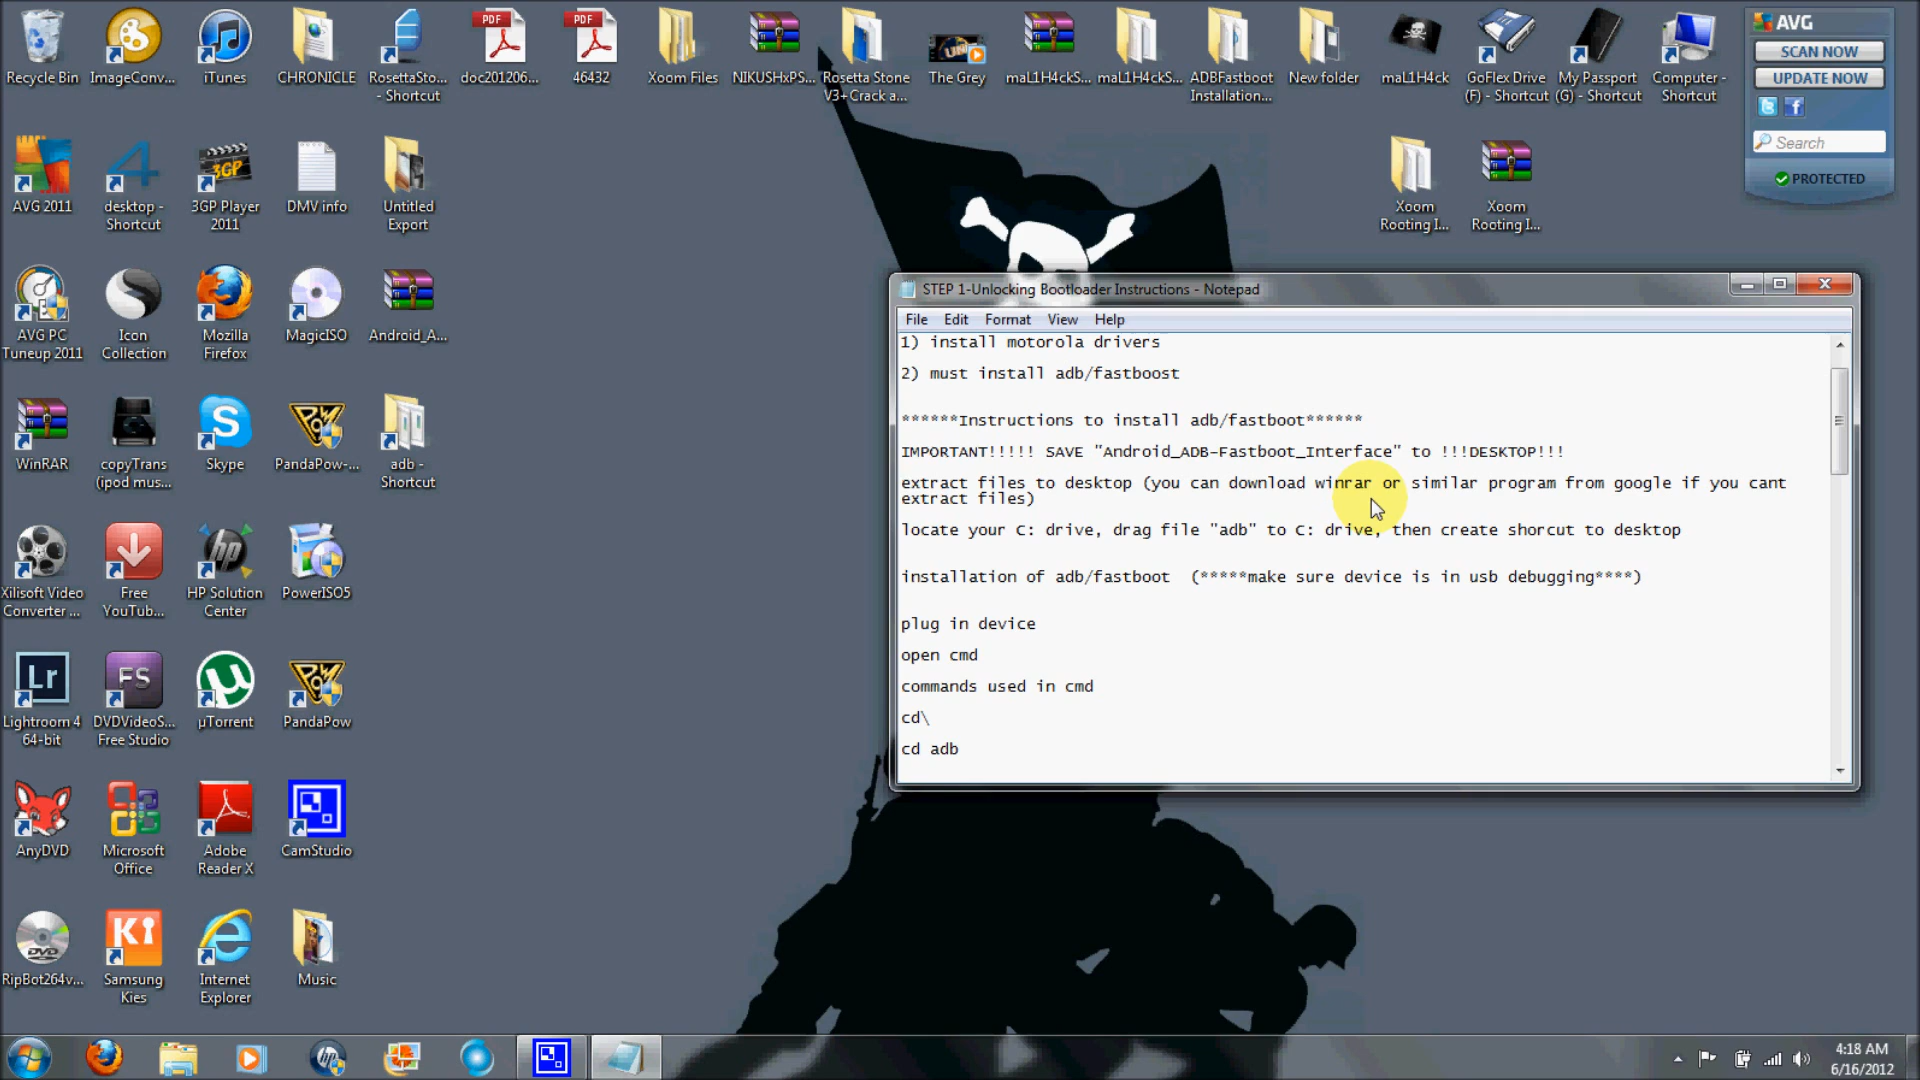 Recycle Bin
ImageConv...
iTunes
CHRONICLE
RosettaSto...
- Shortcut
PDF
doc201206...
PDF
46432
Xoom Files
NIKUSHxPS...
Rosetta Stone
V3+Crack a...
The Grey
maL1H4ckS...
maL1H4ckS...
ADBFastboot
Installation...
New folder
maL1H4ck
GoFlex Drive
(F) - Shortcut
My Passport
(G) - Shortcut
Computer -
Shortcut
AVG
SCAN NOW
UPDATE NOW
Search
PROTECTED
AVG 2011
desktop -
Shortcut
3GP
3GP Player
2011
DMV info
Untitled
Export
Xoom
Rooting I...
Xoom
Rooting I...
AVG PC
Tuneup 2011
Icon
Collection
Mozilla
Firefox
MagicISO
Android_A...
WinRAR
copyTrans
(ipod mus...
Skype
PandaPow-...
adb -
Shortcut
Xilisoft Video
Converter ...
Free
YouTub...
HP Solution
Center
PowerISO5
Lr
Lightroom 4
64-bit
FS
DVDVideoS...
Free Studio
µTorrent
PandaPow
AnyDVD
Microsoft
Office
Adobe
Reader X
CamStudio
DVD
RipBot264v...
Ki
Samsung
Kies
Internet
Explorer
Music
STEP 1-Unlocking Bootloader Instructions - Notepad
File Edit Format View Help
1) install motorola drivers
2) must install adb/fastboost
******Instructions to install adb/fastboot******
IMPORTANT!!!!! SAVE "Android_ADB-Fastboot_Interface" to !!!DESKTOP!!!
extract files to desktop (you can download winrar or similar program from google if you cant
extract files)
locate your C: drive, drag file "adb" to C: drive, then create shorcut to desktop
installation of adb/fastboot (*****make sure device is in usb debugging****)
plug in device
open cmd
commands used in cmd
cd\
cd adb
4:18 AM
6/16/2012